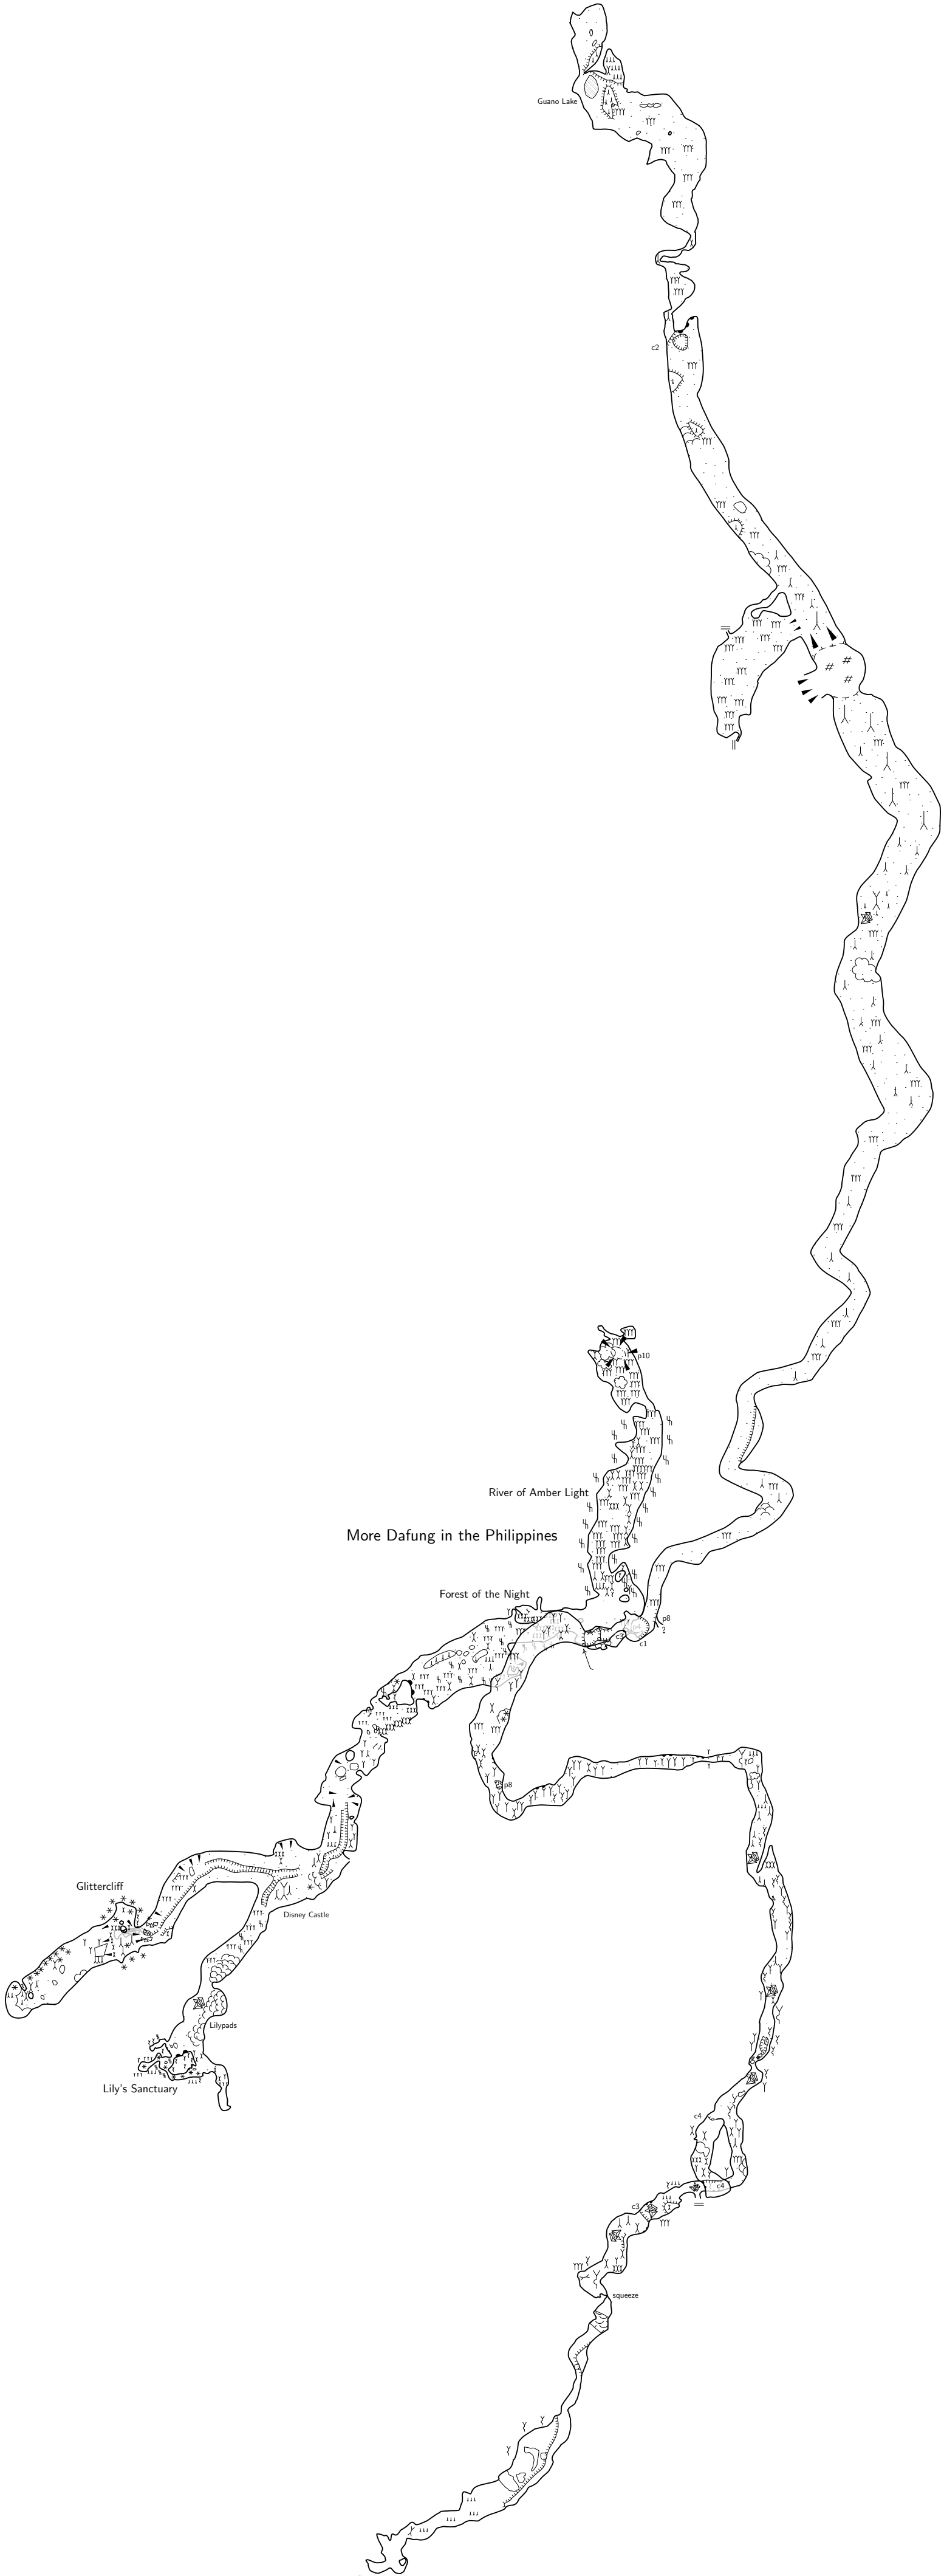 Guano Lake
c2
p10
River of Amber Light
More Dafung in the Philippines
Forest of the Night
p8
?
c3
c1
p8
Glittercliff
Disney Castle
Lilypads
Lily's Sanctuary
c4
c4
c3
squeeze